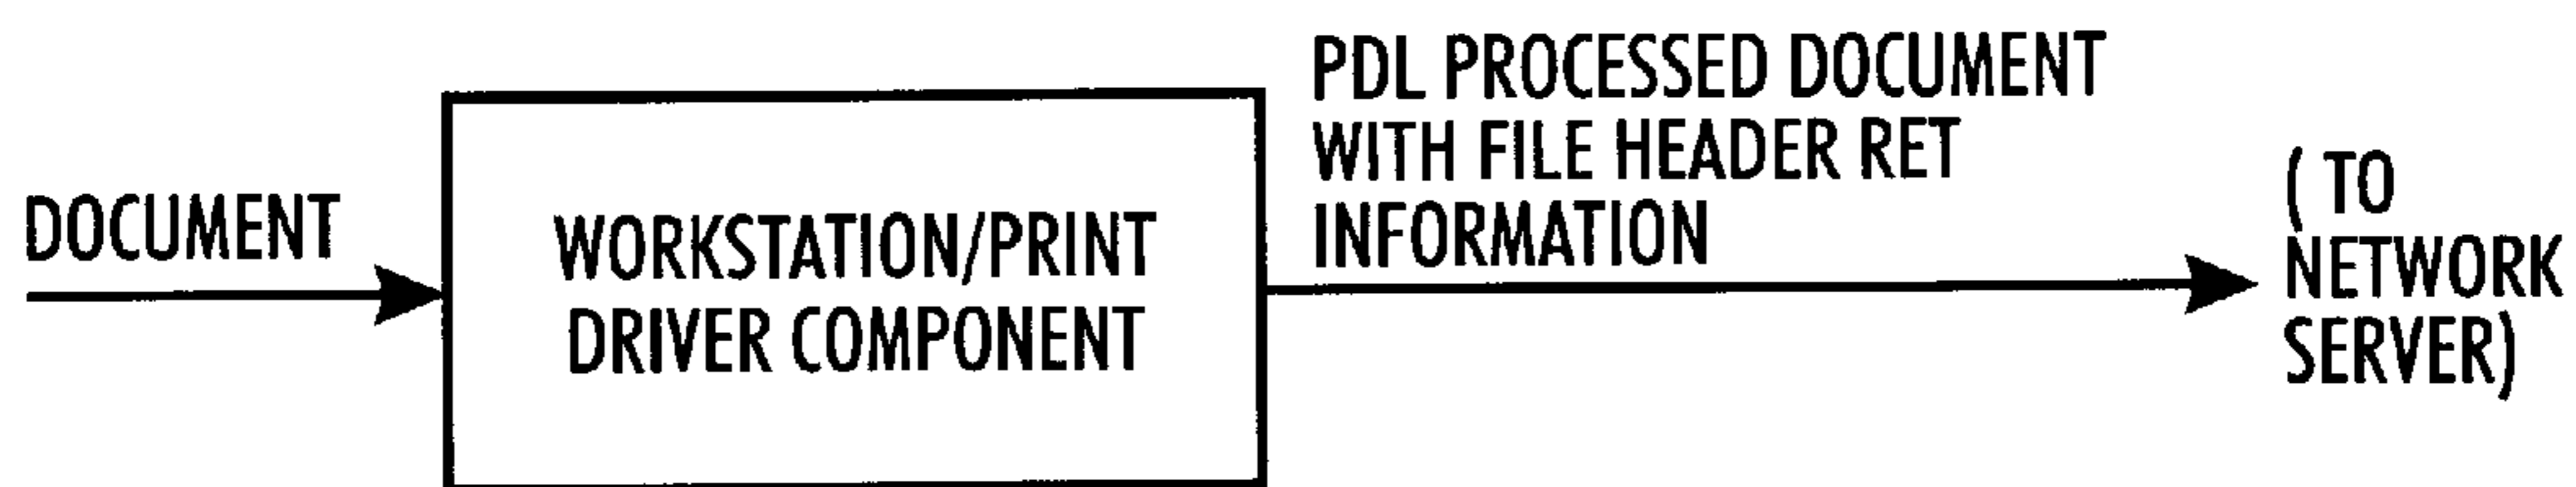 DOCUMENT
WORKSTATION/PRINT
DRIVER COMPONENT
PDL PROCESSED DOCUMENT
WITH FILE HEADER RET
INFORMATION
( TO
NETWORK
SERVER)